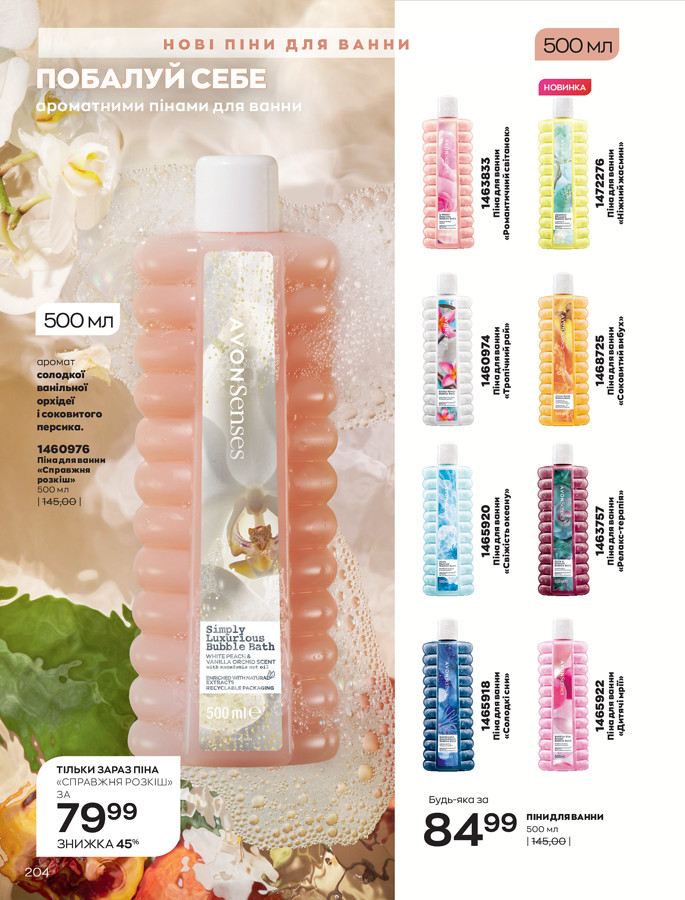 НОВІ ПІНИ ДЛЯ ВАННИ
ПОБАЛУЙ СЕБЕ
ароматними пінами для ванни
500 мл
аромат
солодкої
ванільної
орхідеї
і соковитого
персика.
1460976
Піна для ванни
«Справжня
розкіш»
500 мл
| 145,00 |
AVON Senses
Simply
Luxurious
Bubble Bath
WHITE PEACH &
VANILLA ORCHID SCENT
with macadamia nut oil
ENRICHED WITH NATURAL
EXTRACTS
RECYCLABLE PACKAGING
500 ml e
ТІЛЬКИ ЗАРАЗ ПІНА
«СПРАВЖНЯ РОЗКІШ»
ЗА
79⁹⁹
ЗНИЖКА 45%
204
500 мл
1463833
Піна для ванни
«Романтичний світанок»
НОВИНКА
1472276
Піна для ванни
«Ніжний жасмин»
1460974
Піна для ванни
«Тропічний рай»
1468725
Піна для ванни
«Соковитий вибух»
1465920
Піна для ванни
«Свіжість океану»
1463757
Піна для ванни
«Релакс-терапія»
1465918
Піна для ванни
«Солодкі сни»
1465922
Піна для ванни
«Дитячі мрії»
Будь-яка за
84⁹⁹
ПІНИ ДЛЯ ВАННИ
500 мл
| 145,00 |